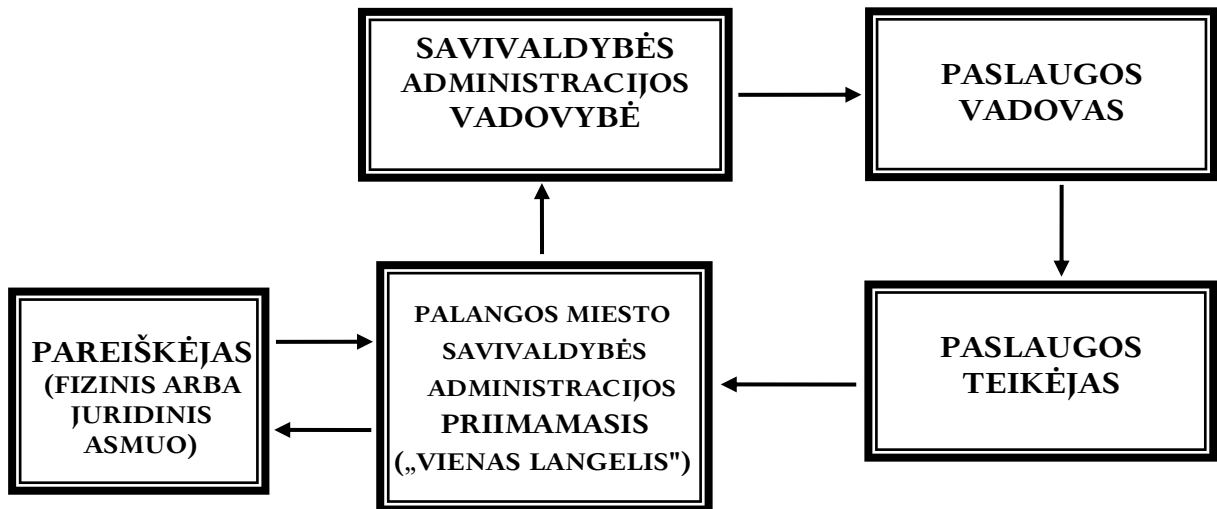 SAVIVALDYBĖS
ADMINISTRACIJOS
VADOVYBĖ
PASLAUGOS
VADOVAS
PAREIŠKĖJAS
(FIZINIS ARBA
JURIDINIS
ASMUO)
PALANGOS MIESTO
SAVIVALDYBĖS
ADMINISTRACIJOS
PRIIMAMASIS
(„VIENAS LANGELIS")
PASLAUGOS
TEIKĖJAS